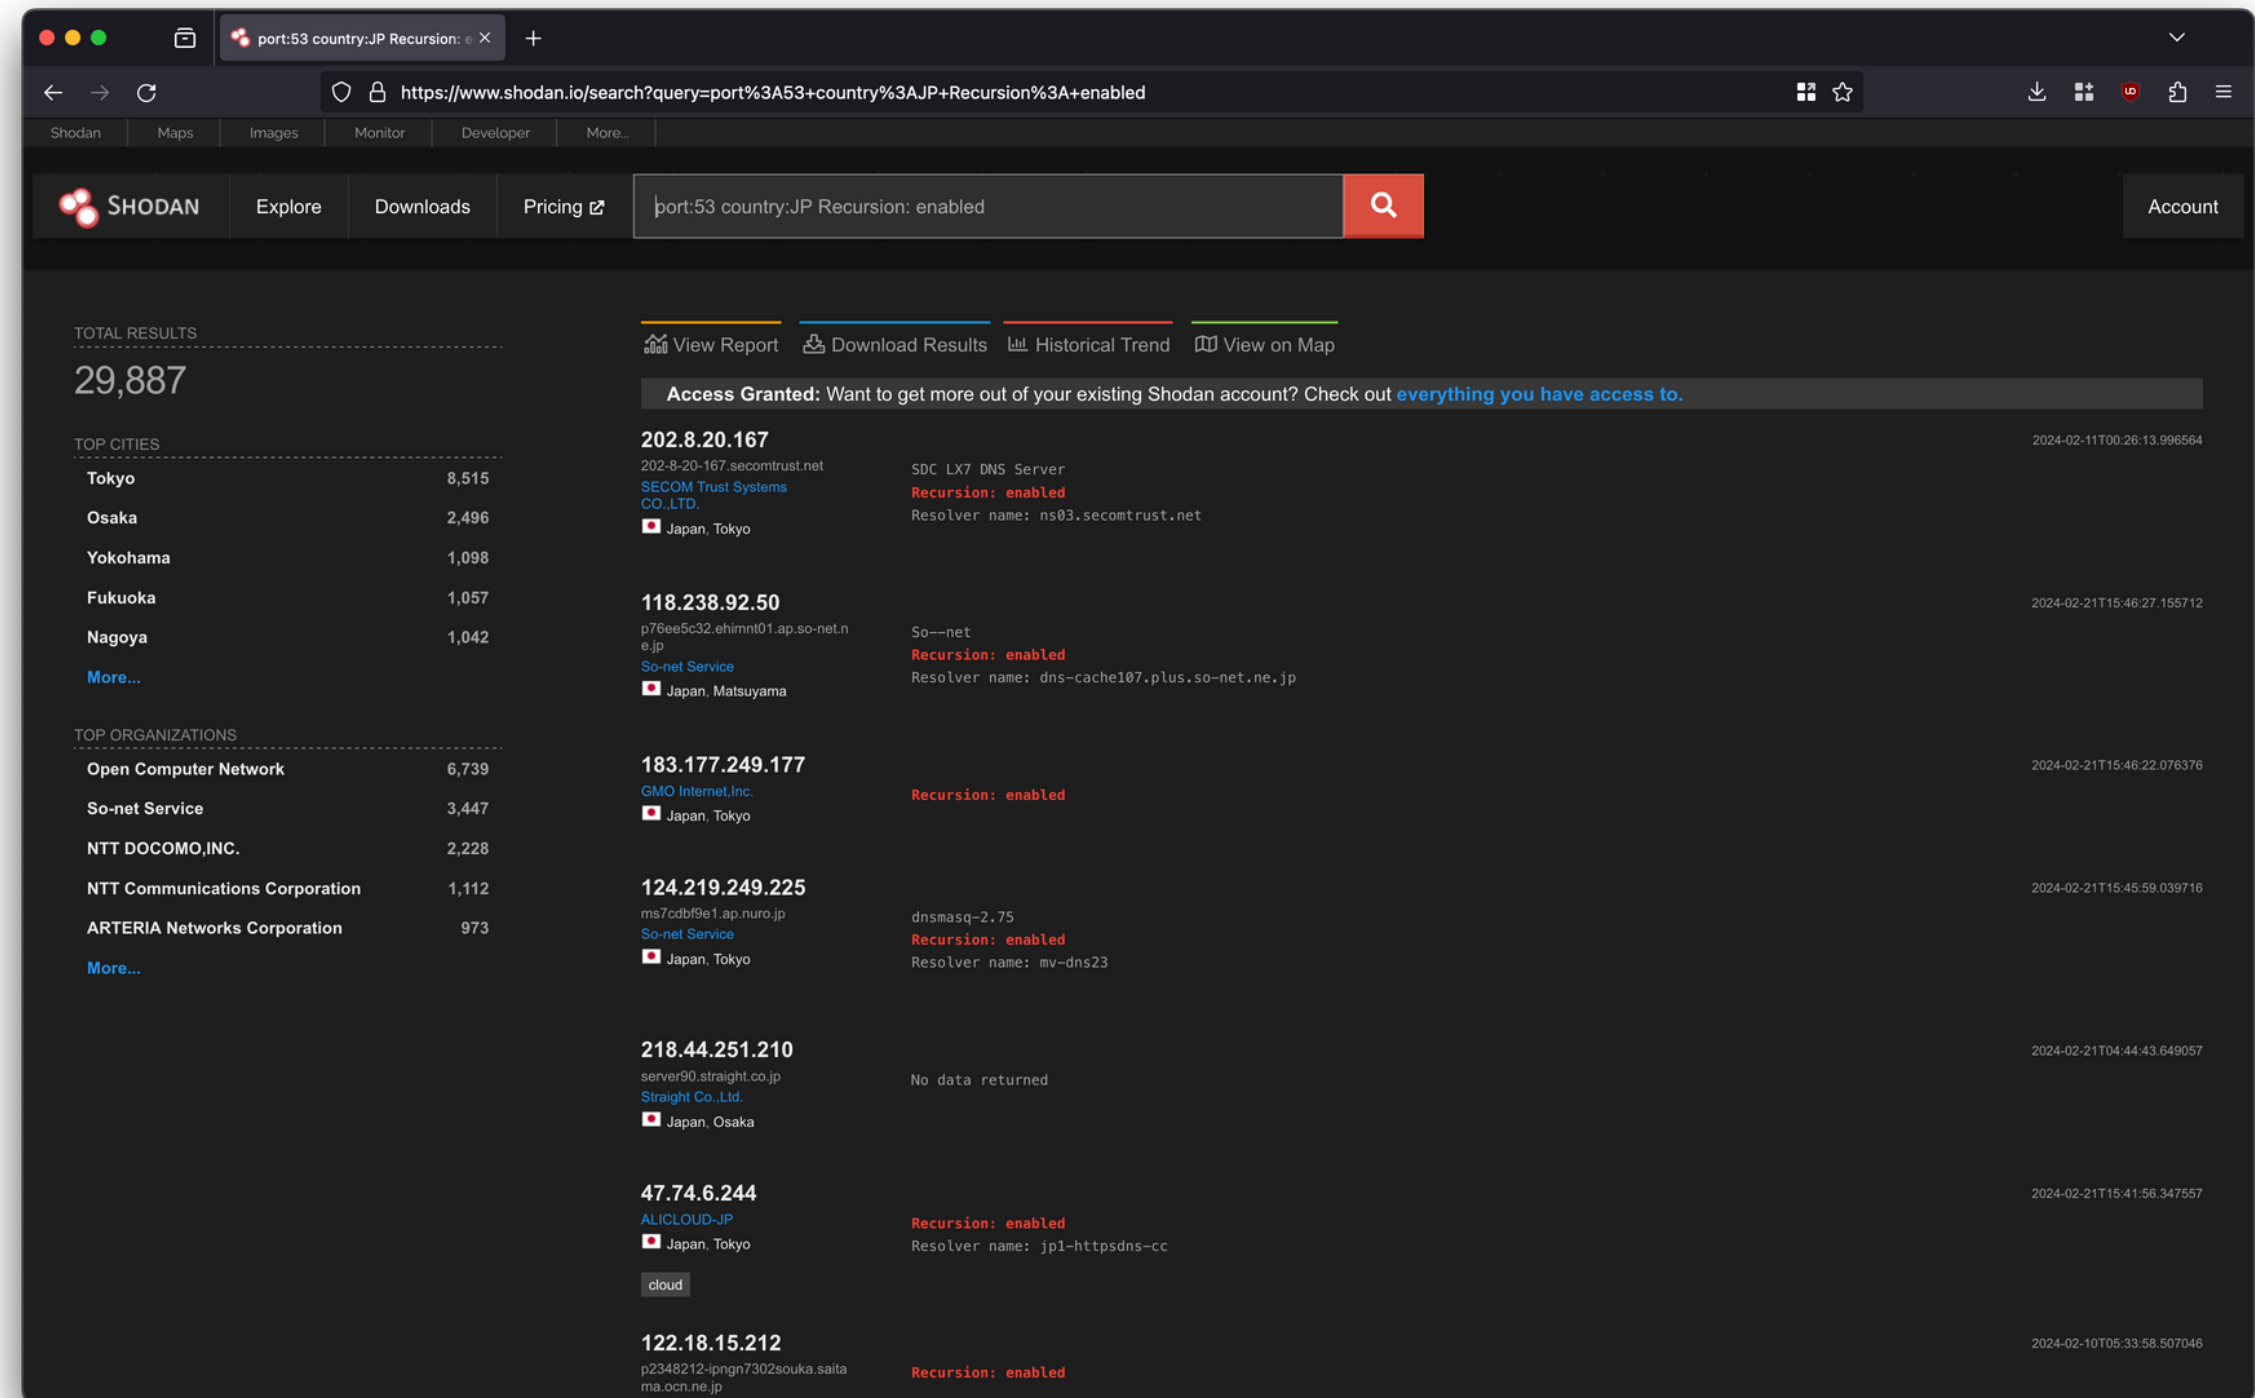 port:53 country:JP Recursion: e
https://www.shodan.io/search?query=port%3A53+country%3AJP+Recursion%3A+enabled
Shodan
Maps
Images
Monitor
Developer
More...
SHODAN
Explore
Downloads
Pricing
port:53 country:JP Recursion: enabled
Account
TOTAL RESULTS
29,887
TOP CITIES
Tokyo 8,515
Osaka 2,496
Yokohama 1,098
Fukuoka 1,057
Nagoya 1,042
More...
TOP ORGANIZATIONS
Open Computer Network 6,739
So-net Service 3,447
NTT DOCOMO,INC. 2,228
NTT Communications Corporation 1,112
ARTERIA Networks Corporation 973
More...
View Report
Download Results
Historical Trend
View on Map
Access Granted: Want to get more out of your existing Shodan account? Check out everything you have access to.
202.8.20.167
2024-02-11T00:26:13.996564
202-8-20-167.secomtrust.net
SECOM Trust Systems
CO.,LTD.
Japan, Tokyo
SDC LX7 DNS Server
Recursion: enabled
Resolver name: ns03.secomtrust.net
118.238.92.50
2024-02-21T15:46:27.155712
p76ee5c32.ehimnt01.ap.so-net.n
e.jp
So-net Service
Japan, Matsuyama
So--net
Recursion: enabled
Resolver name: dns-cache107.plus.so-net.ne.jp
183.177.249.177
2024-02-21T15:46:22.076376
GMO Internet,Inc.
Japan, Tokyo
Recursion: enabled
124.219.249.225
2024-02-21T15:45:59.039716
ms7cdbf9e1.ap.nuro.jp
So-net Service
Japan, Tokyo
dnsmasq-2.75
Recursion: enabled
Resolver name: mv-dns23
218.44.251.210
2024-02-21T04:44:43.649057
server90.straight.co.jp
Straight Co.,Ltd.
Japan, Osaka
No data returned
47.74.6.244
2024-02-21T15:41:56.347557
ALICLOUD-JP
Japan, Tokyo
cloud
Recursion: enabled
Resolver name: jp1-httpsdns-cc
122.18.15.212
2024-02-10T05:33:58.507046
p2348212-ipngn7302souka.saita
ma.ocn.ne.jp
Recursion: enabled